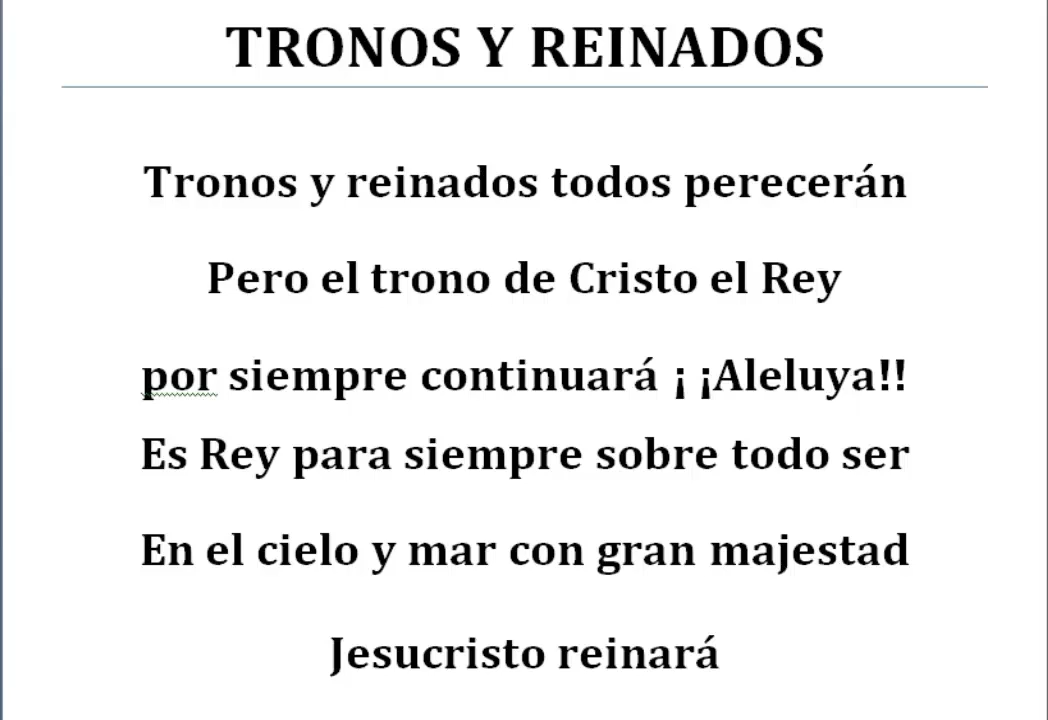 TRONOS Y REINADOS
Tronos y reinados todos perecerán
Pero el trono de Cristo el Rey
por siempre continuará ¡ ¡Aleluya!!
Es Rey para siempre sobre todo ser
En el cielo y mar con gran majestad
Jesucristo reinará